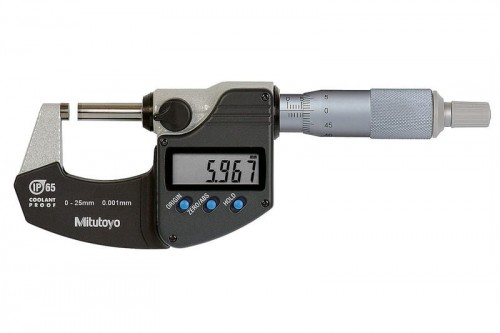 5
0
45
mm
5.967
ORIGIN
ZERO/ABS
HOLD
IP65
COOLANT
PROOF
0 - 25mm 0.001mm
Mitutoyo